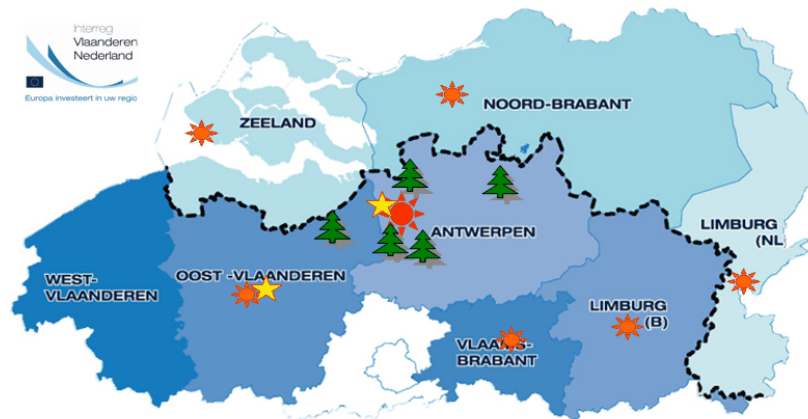 Interreg
Vlaanderen
Nederland
Europa investeert in uw regio
ZEELAND
NOORD-BRABANT
LIMBURG
(NL)
ANTWERPEN
WEST-
VLAANDEREN
OOST -VLAANDEREN
LIMBURG
(B)
BRABANT